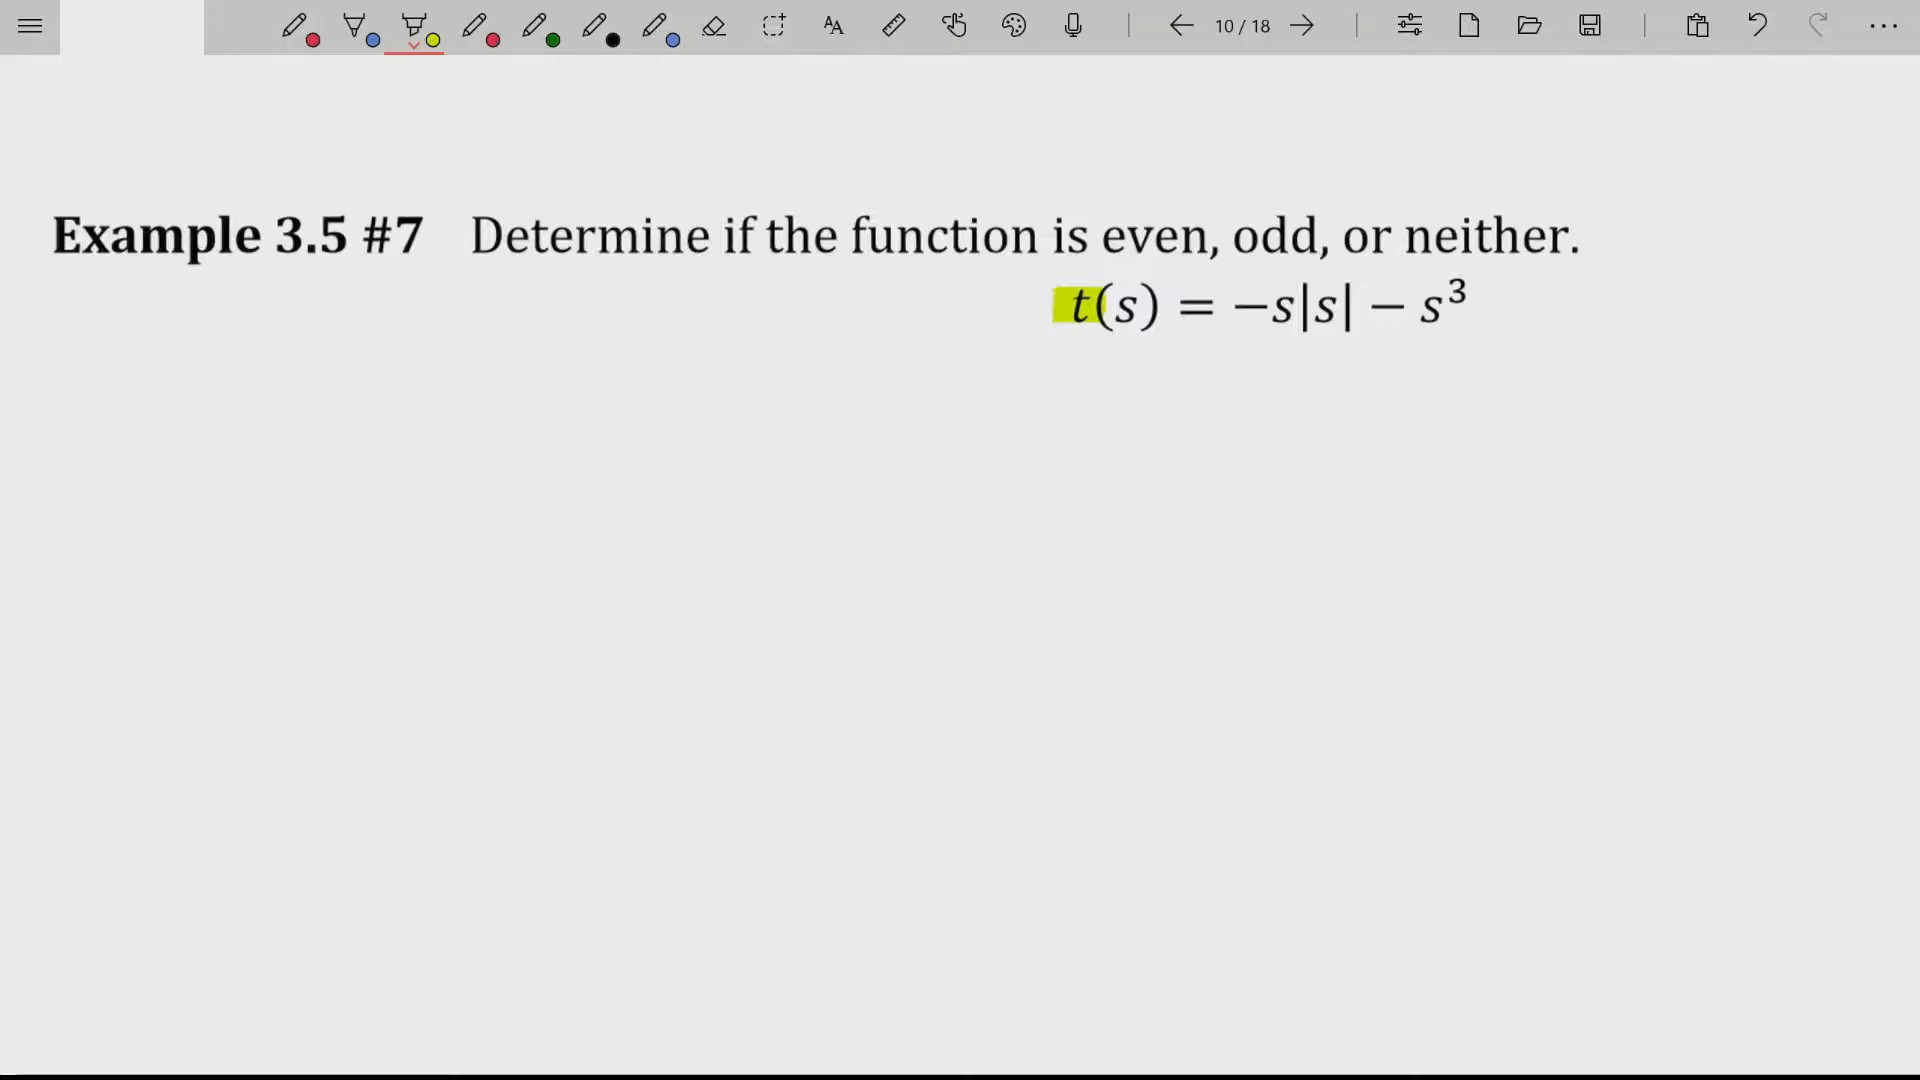 10 / 18
Example 3.5 #7 Determine if the function is even, odd, or neither.
t(s) = −s|s| − s³